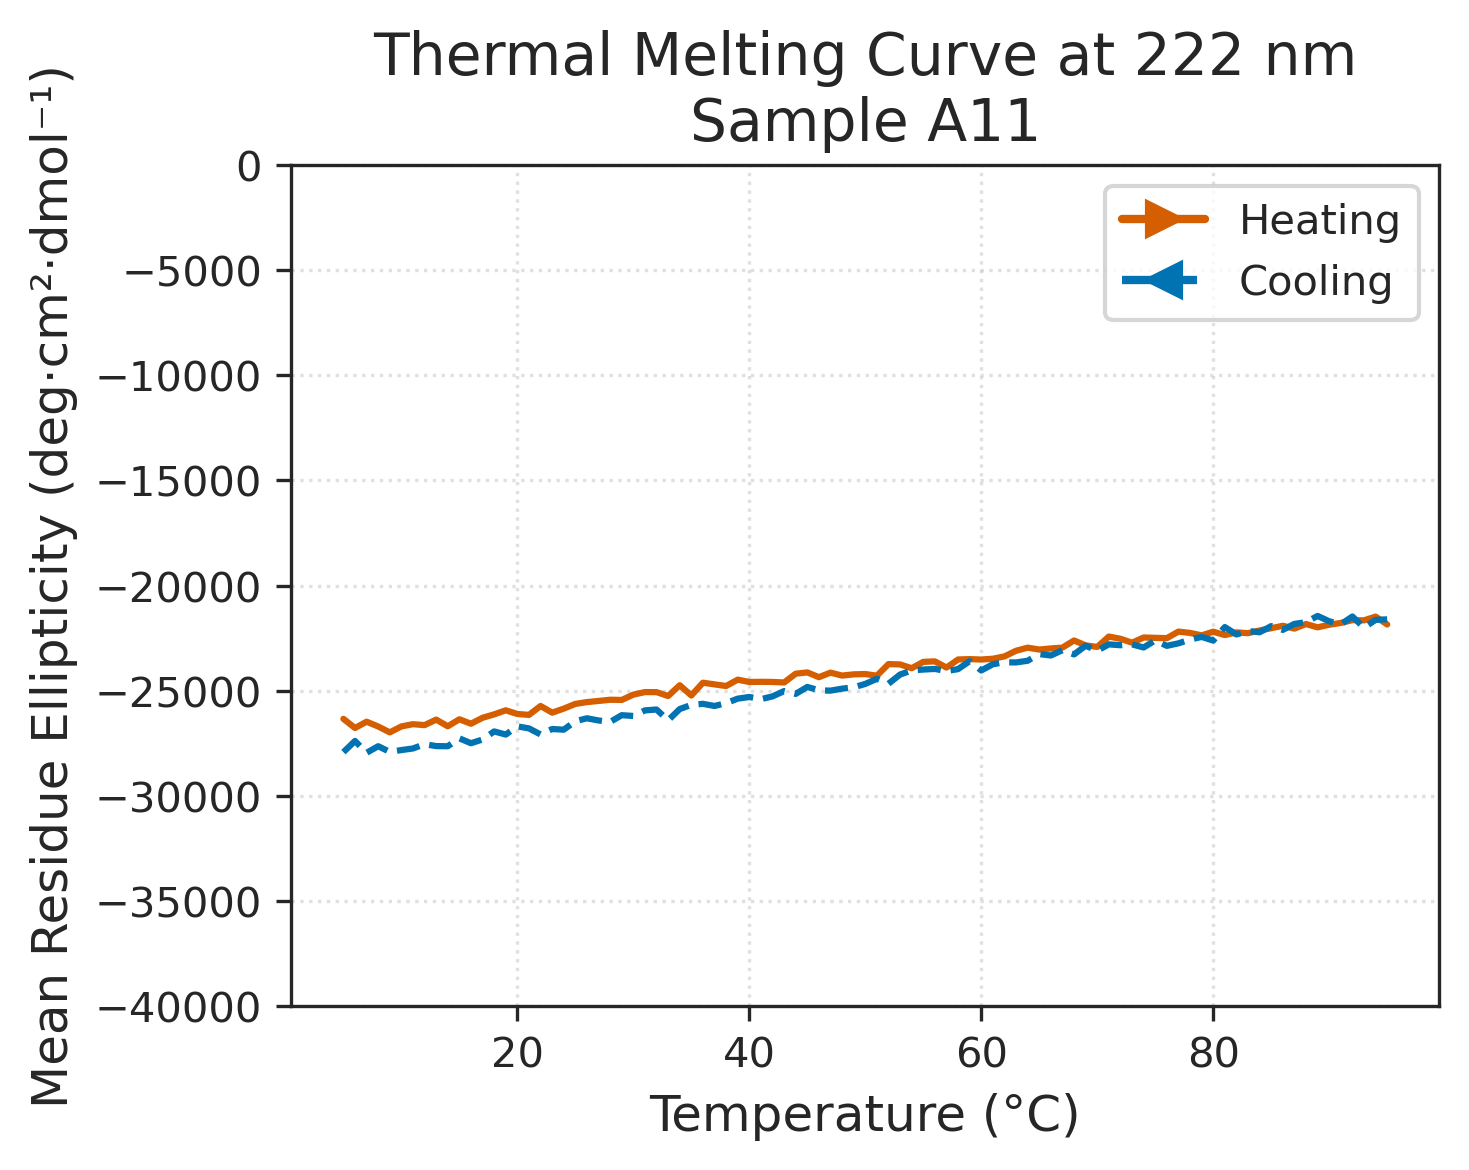 Thermal Melting Curve at 222 nm
Sample A11
Mean Residue Ellipticity (deg·cm²·dmol⁻¹)
0
−5000
−10000
−15000
−20000
−25000
−30000
−35000
−40000
Heating
Cooling
20
40
60
80
Temperature (°C)